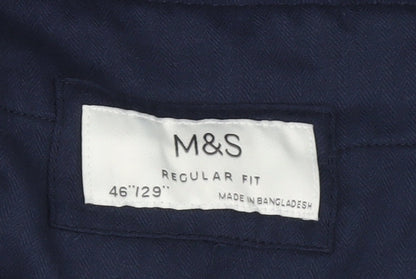 M&S
REGULAR FIT
46"/29"
MADE IN BANGLADESH